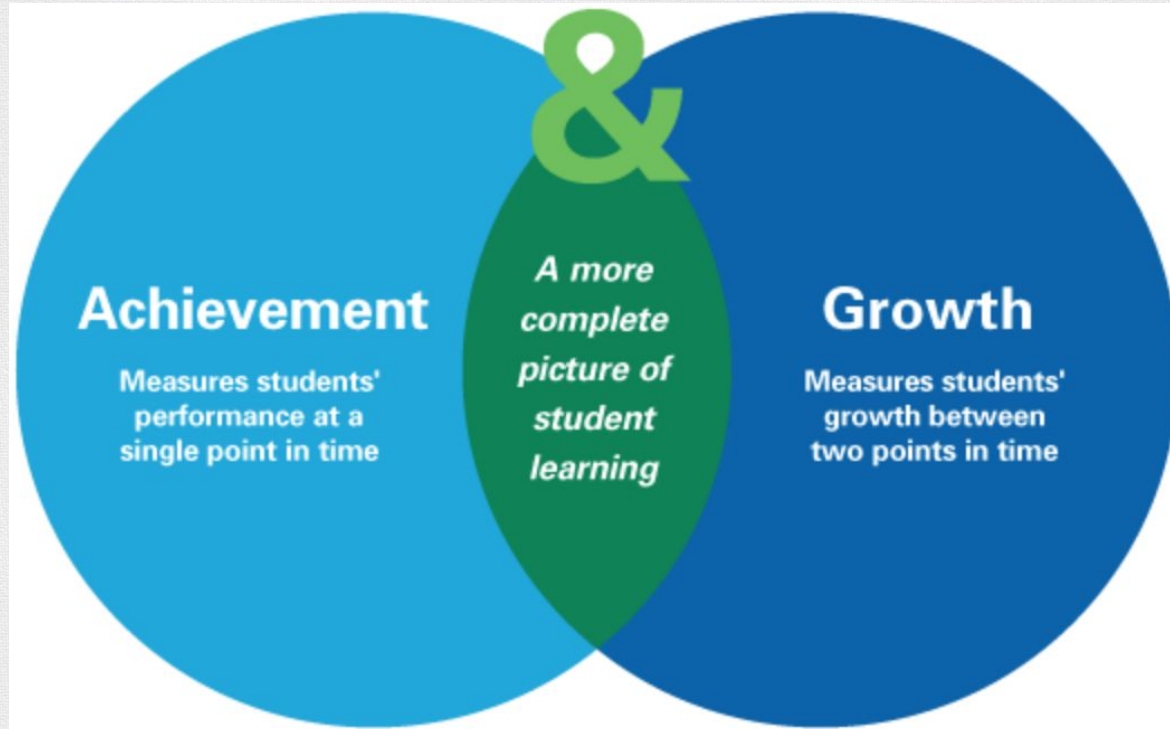 &
Achievement
Measures students'
performance at a
single point in time
A more
complete
picture of
student
learning
Growth
Measures students'
growth between
two points in time